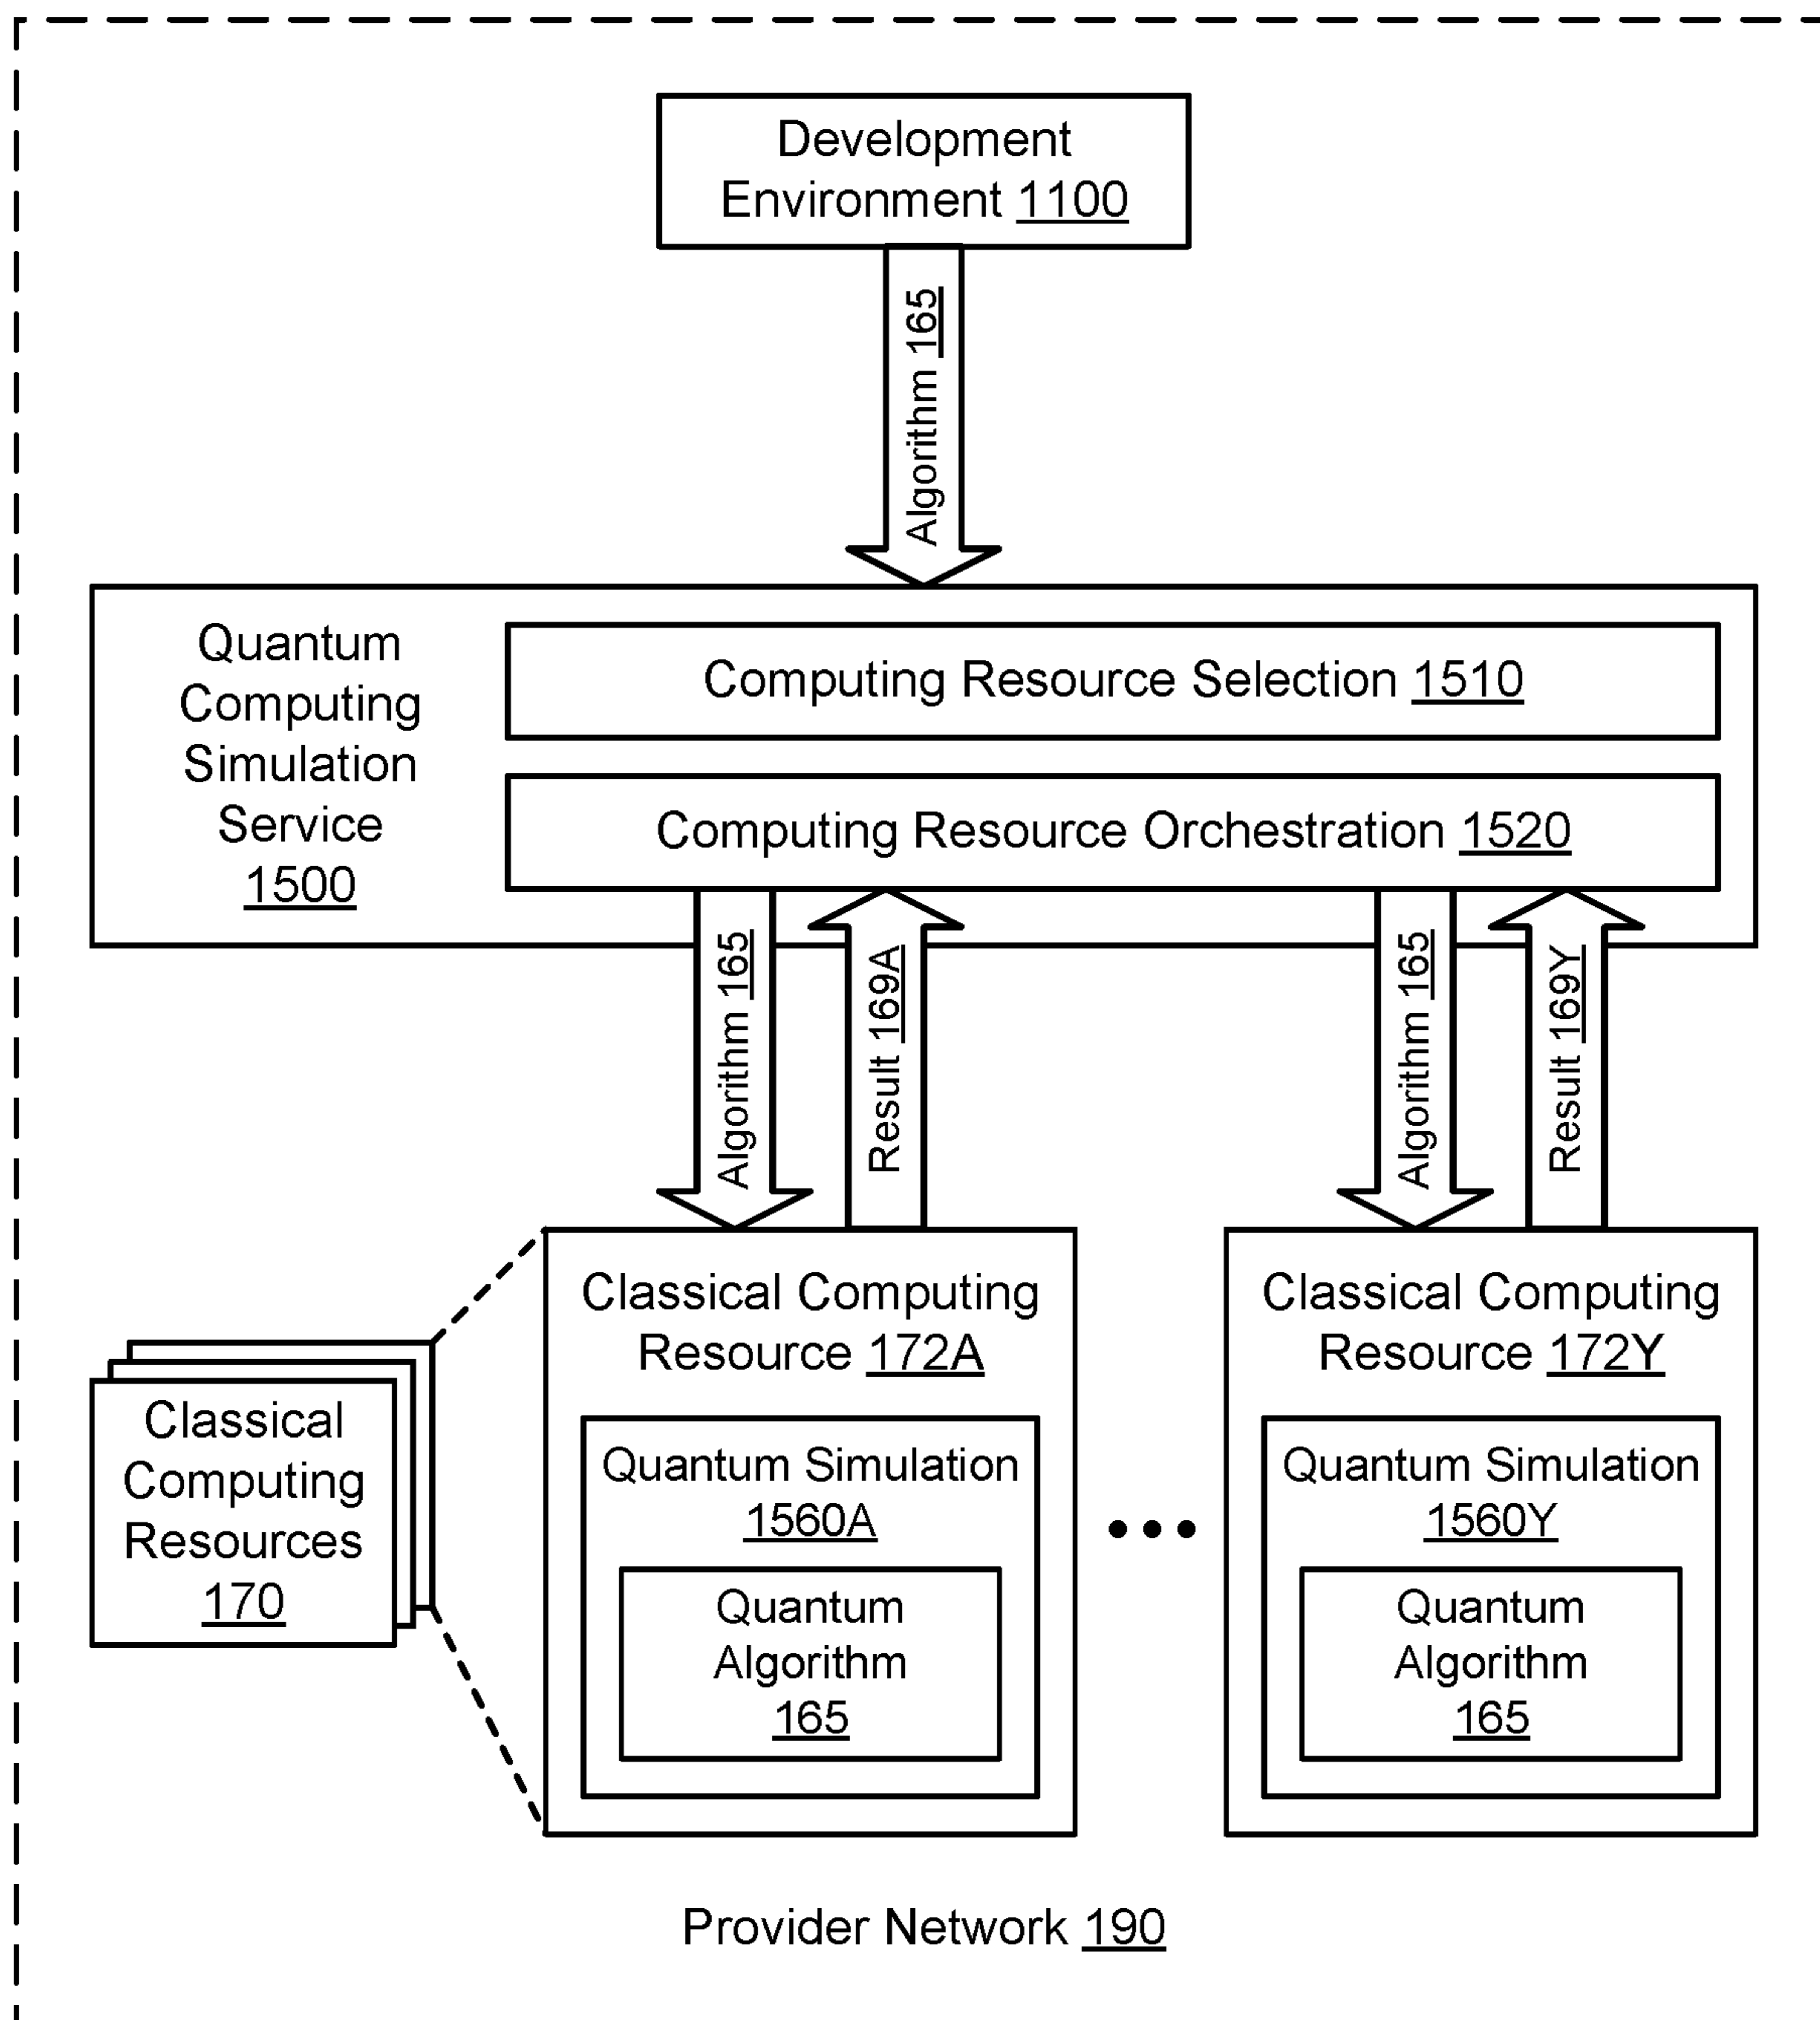 Development
Environment 1100
Algorithm 165
Quantum
Computing
Simulation
Service
1500
Computing Resource Selection 1510
Computing Resource Orchestration 1520
Algorithm 165
Result 169A
Algorithm 165
Result 169Y
Classical
Computing
Resources
170
Classical Computing
Resource 172A
Quantum Simulation
1560A
Quantum
Algorithm
165
Classical Computing
Resource 172Y
Quantum Simulation
1560Y
Quantum
Algorithm
165
Provider Network 190